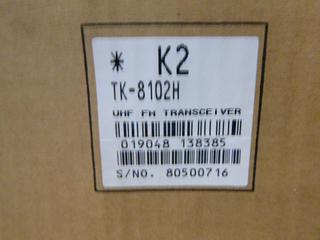 * K2
TK-8102H
UHF FM TRANSCEIVER
019048 138385
S/NO. 80500716